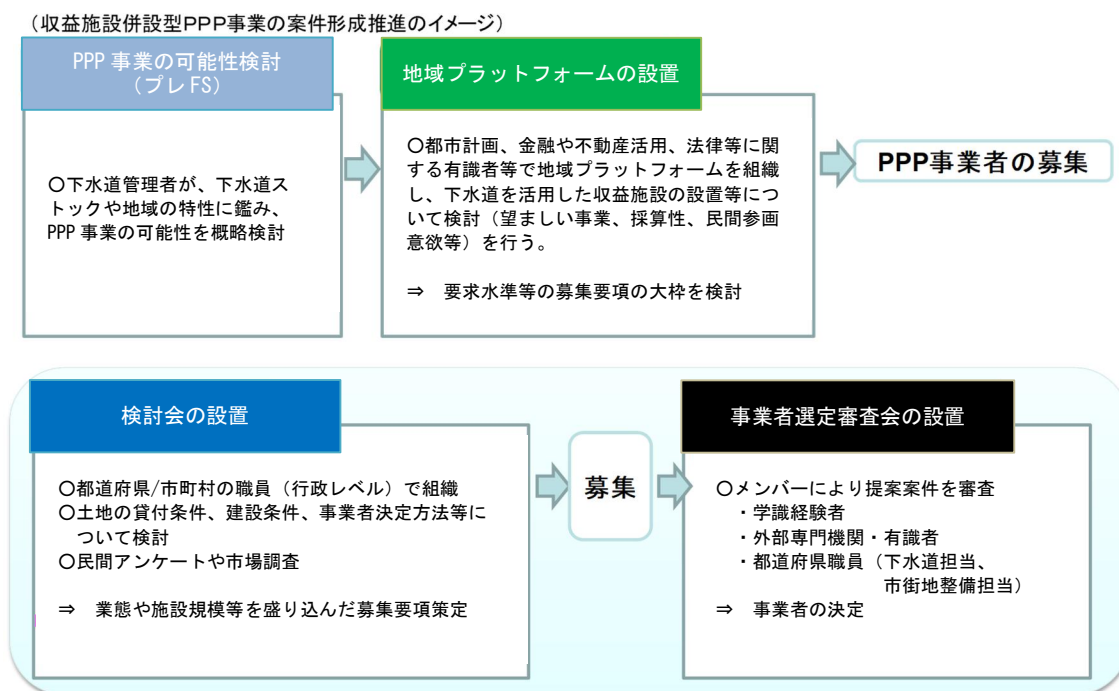 （収益施設併設型PPP事業の案件形成推進のイメージ）
PPP 事業の可能性検討
（プレ FS）
〇下水道管理者が、下水道ス
トックや地域の特性に鑑み、
PPP 事業の可能性を概略検討
地域プラットフォームの設置
〇都市計画、金融や不動産活用、法律等に関
する有識者等で地域プラットフォームを組織
し、下水道を活用した収益施設の設置等につ
いて検討（望ましい事業、採算性、民間参画
意欲等）を行う。
⇒ 要求水準等の募集要項の大枠を検討
PPP事業者の募集
検討会の設置
〇都道府県/市町村の職員（行政レベル）で組織
〇土地の貸付条件、建設条件、事業者決定方法等に
ついて検討
〇民間アンケートや市場調査
⇒ 業態や施設規模等を盛り込んだ募集要項策定
募集
事業者選定審査会の設置
〇メンバーにより提案案件を審査
・学識経験者
・外部専門機関・有識者
・都道府県職員（下水道担当、
市街地整備担当）
⇒ 事業者の決定